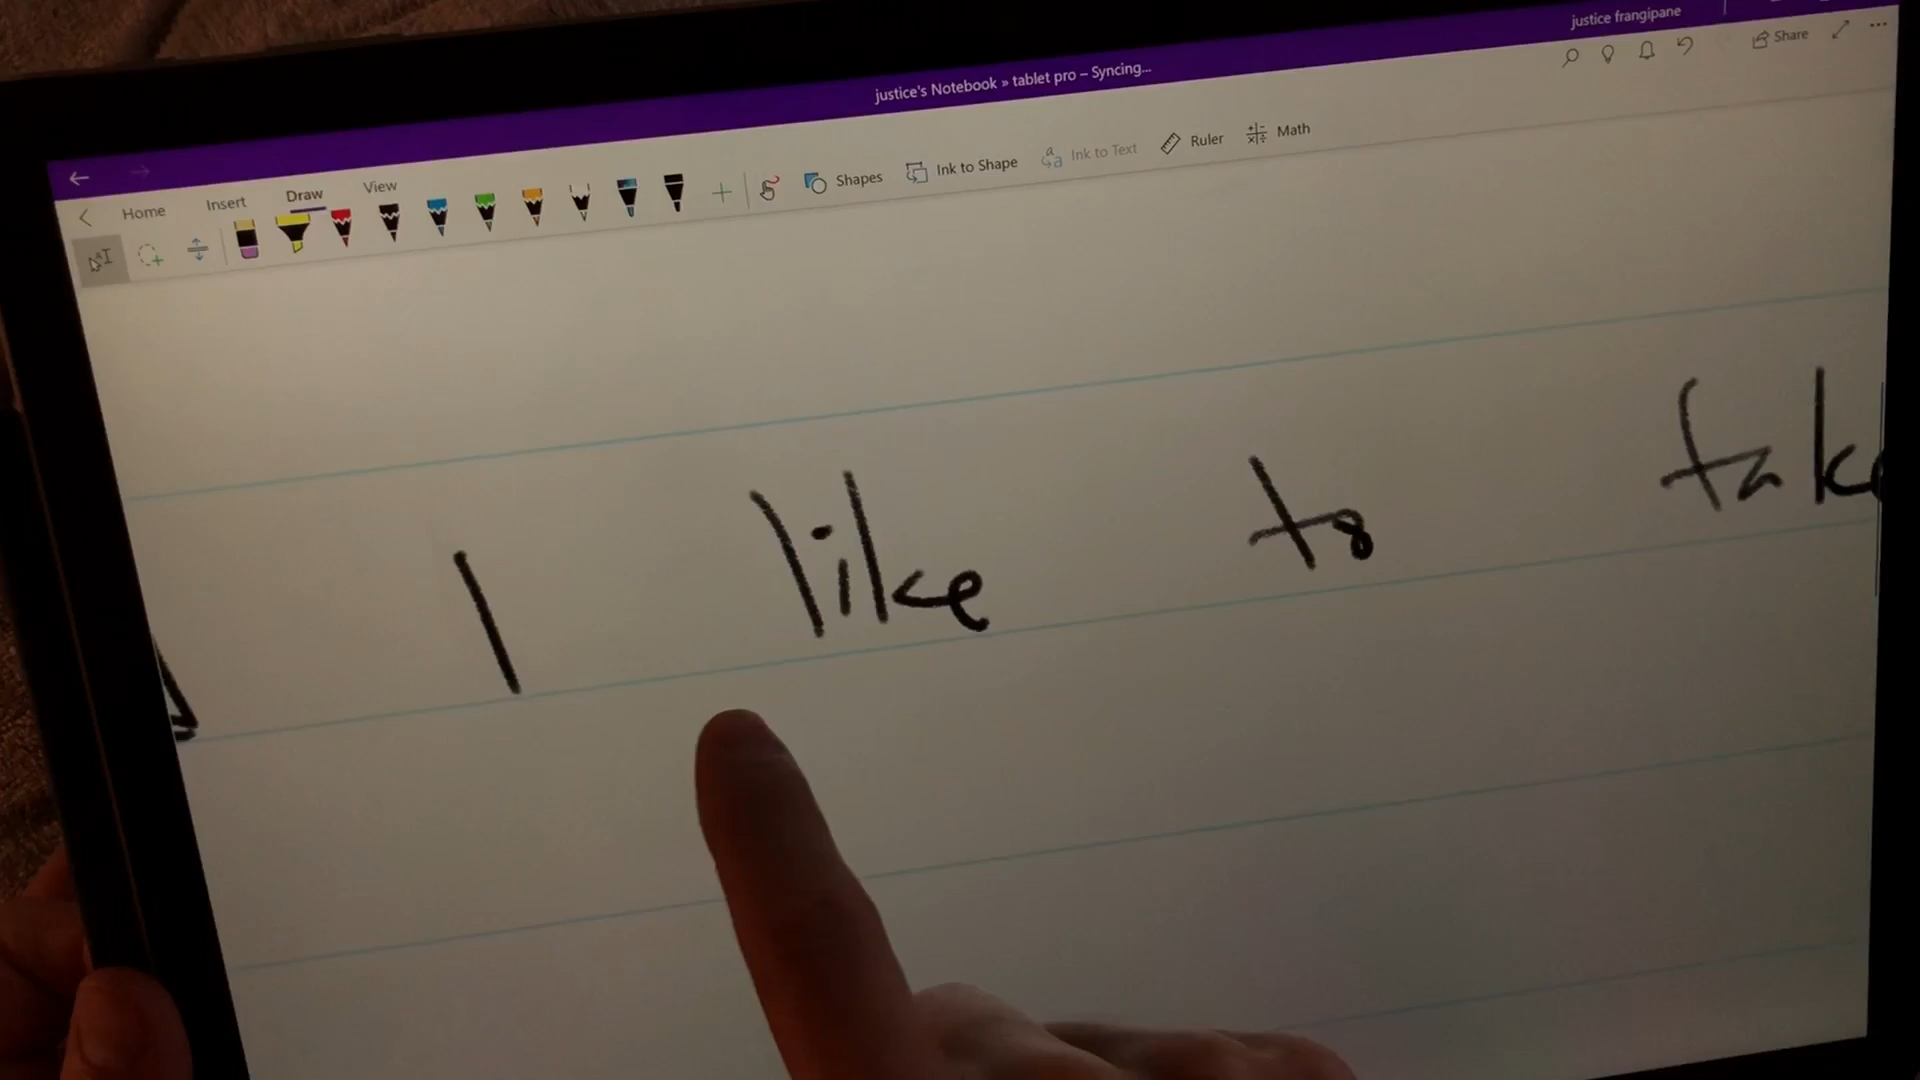 justice frangipane
justice's Notebook » tablet pro – Syncing...
Share
Home Insert Draw View
Shapes Ink to Shape Ink to Text Ruler Math
I like to take